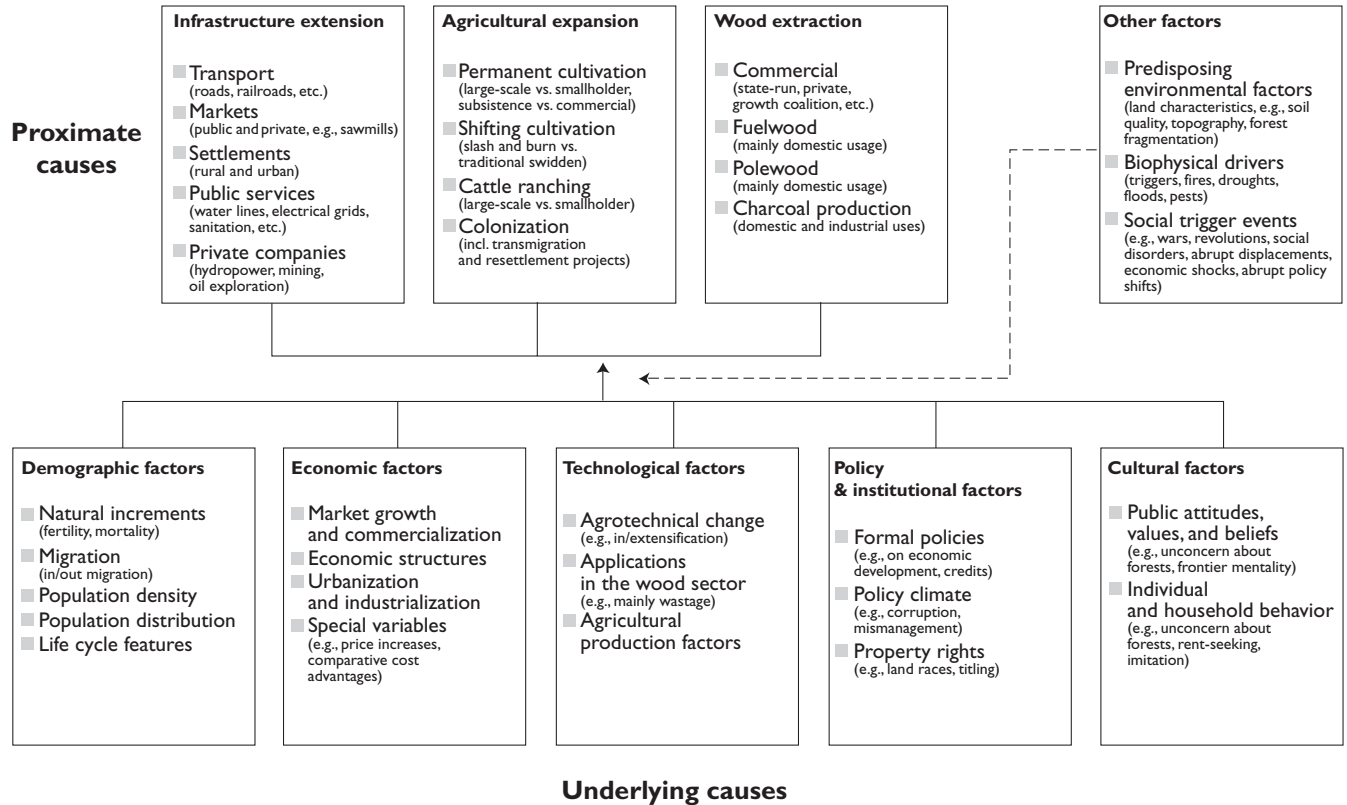 Proximate
causes
Infrastructure extension
Transport
(roads, railroads, etc.)
Markets
(public and private, e.g., sawmills)
Settlements
(rural and urban)
Public services
(water lines, electrical grids,
sanitation, etc.)
Private companies
(hydropower, mining,
oil exploration)
Agricultural expansion
Permanent cultivation
(large-scale vs. smallholder,
subsistence vs. commercial)
Shifting cultivation
(slash and burn vs.
traditional swidden)
Cattle ranching
(large-scale vs. smallholder)
Colonization
(incl. transmigration
and resettlement projects)
Wood extraction
Commercial
(state-run, private,
growth coalition, etc.)
Fuelwood
(mainly domestic usage)
Polewood
(mainly domestic usage)
Charcoal production
(domestic and industrial uses)
Other factors
Predisposing
environmental factors
(land characteristics, e.g., soil
quality, topography, forest
fragmentation)
Biophysical drivers
(triggers, fires, droughts,
floods, pests)
Social trigger events
(e.g., wars, revolutions, social
disorders, abrupt displacements,
economic shocks, abrupt policy
shifts)
Demographic factors
Natural increments
(fertility, mortality)
Migration
(in/out migration)
Population density
Population distribution
Life cycle features
Economic factors
Market growth
and commercialization
Economic structures
Urbanization
and industrialization
Special variables
(e.g., price increases,
comparative cost
advantages)
Technological factors
Agrotechnical change
(e.g., in/extensification)
Applications
in the wood sector
(e.g., mainly wastage)
Agricultural
production factors
Policy
& institutional factors
Formal policies
(e.g., on economic
development, credits)
Policy climate
(e.g., corruption,
mismanagement)
Property rights
(e.g., land races, titling)
Cultural factors
Public attitudes,
values, and beliefs
(e.g., unconcern about
forests, frontier mentality)
Individual
and household behavior
(e.g., unconcern about
forests, rent-seeking,
imitation)
Underlying causes